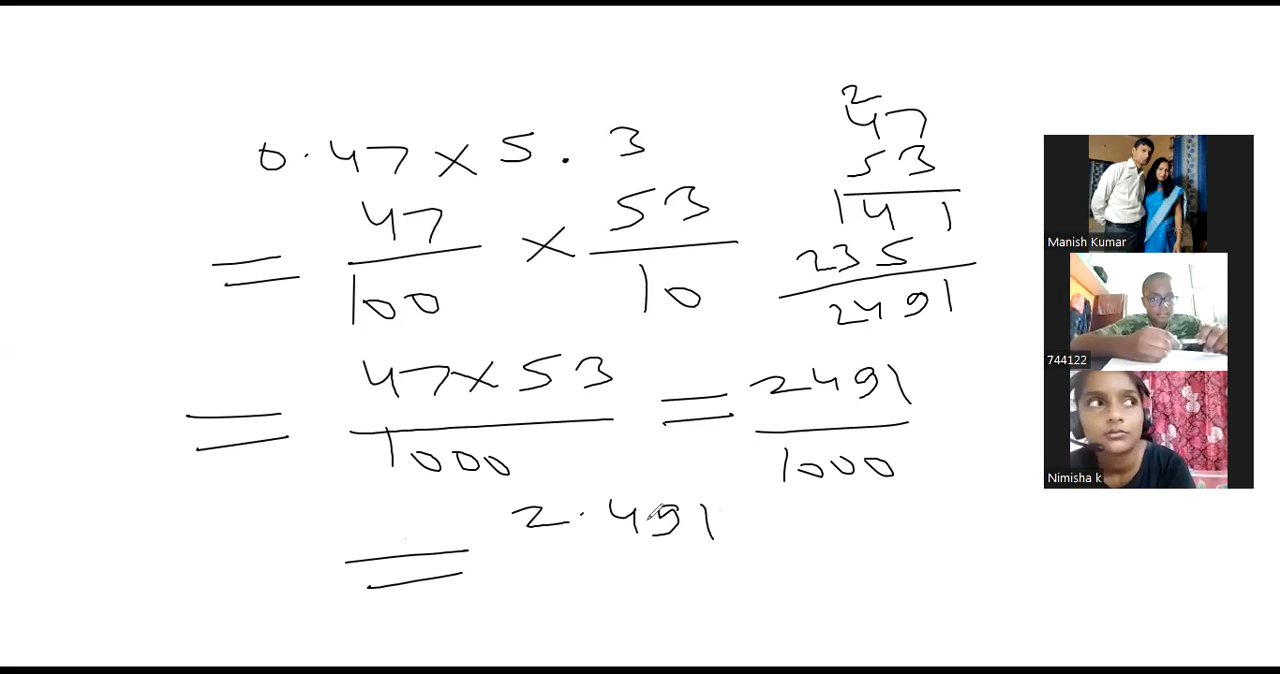 0.47 × 5.3
= 47/100 × 53/10
= 47×53/1000 = 2491/1000
= 2.491
2
47
53
141
235
2491
Manish Kumar
744122
Nimisha k